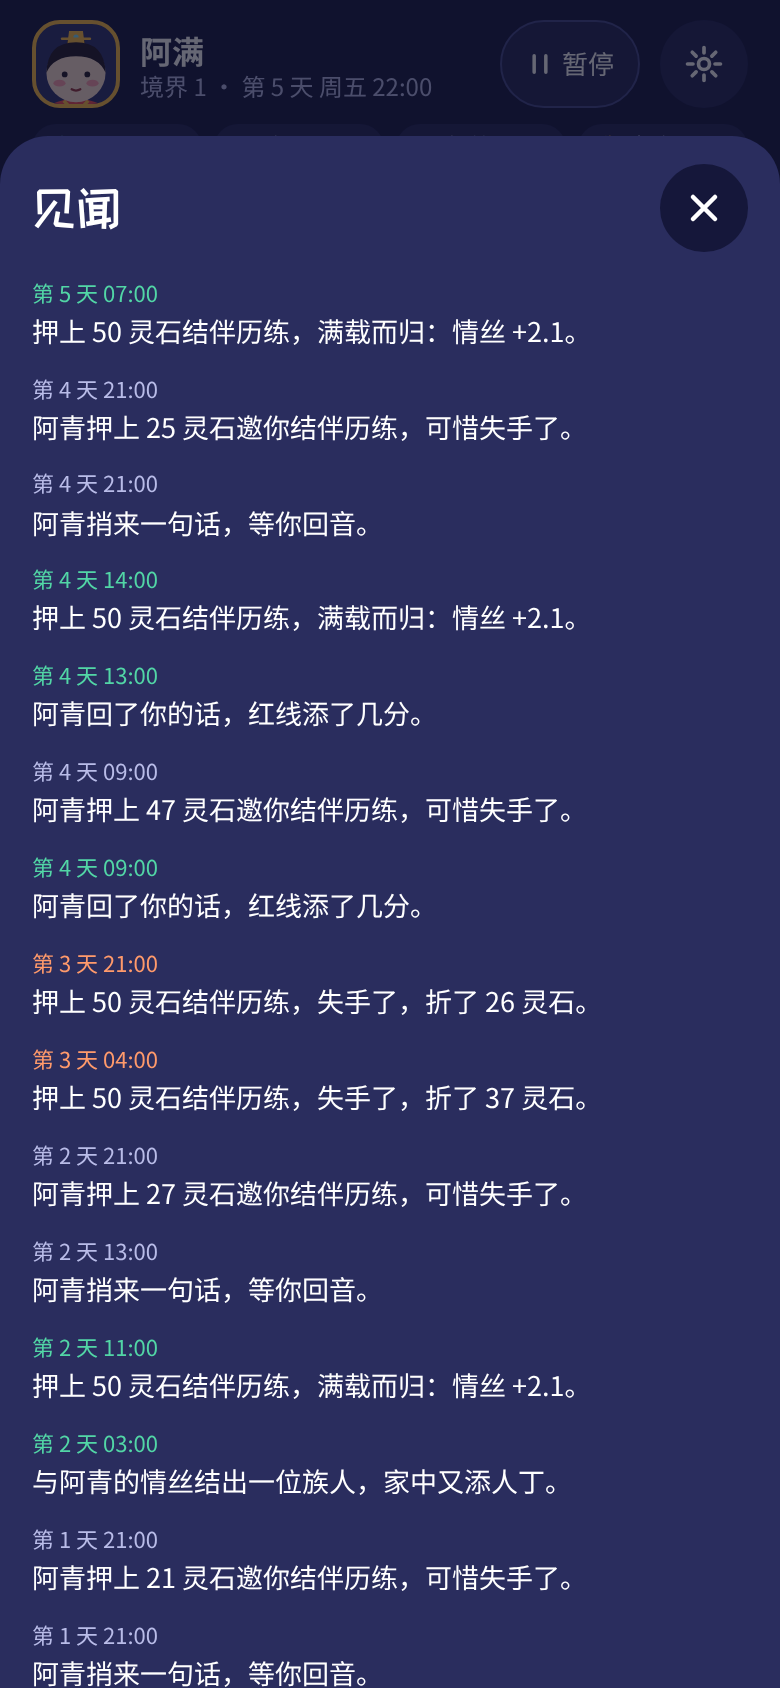 阿满
境界 1 · 第 5 天 周五 22:00
暂停
见闻
第 5 天 07:00
押上 50 灵石结伴历练，满载而归：情丝 +2.1。
第 4 天 21:00
阿青押上 25 灵石邀你结伴历练，可惜失手了。
第 4 天 21:00
阿青捎来一句话，等你回音。
第 4 天 14:00
押上 50 灵石结伴历练，满载而归：情丝 +2.1。
第 4 天 13:00
阿青回了你的话，红线添了几分。
第 4 天 09:00
阿青押上 47 灵石邀你结伴历练，可惜失手了。
第 4 天 09:00
阿青回了你的话，红线添了几分。
第 3 天 21:00
押上 50 灵石结伴历练，失手了，折了 26 灵石。
第 3 天 04:00
押上 50 灵石结伴历练，失手了，折了 37 灵石。
第 2 天 21:00
阿青押上 27 灵石邀你结伴历练，可惜失手了。
第 2 天 13:00
阿青捎来一句话，等你回音。
第 2 天 11:00
押上 50 灵石结伴历练，满载而归：情丝 +2.1。
第 2 天 03:00
与阿青的情丝结出一位族人，家中又添人丁。
第 1 天 21:00
阿青押上 21 灵石邀你结伴历练，可惜失手了。
第 1 天 21:00
阿青捎来一句话，等你回音。